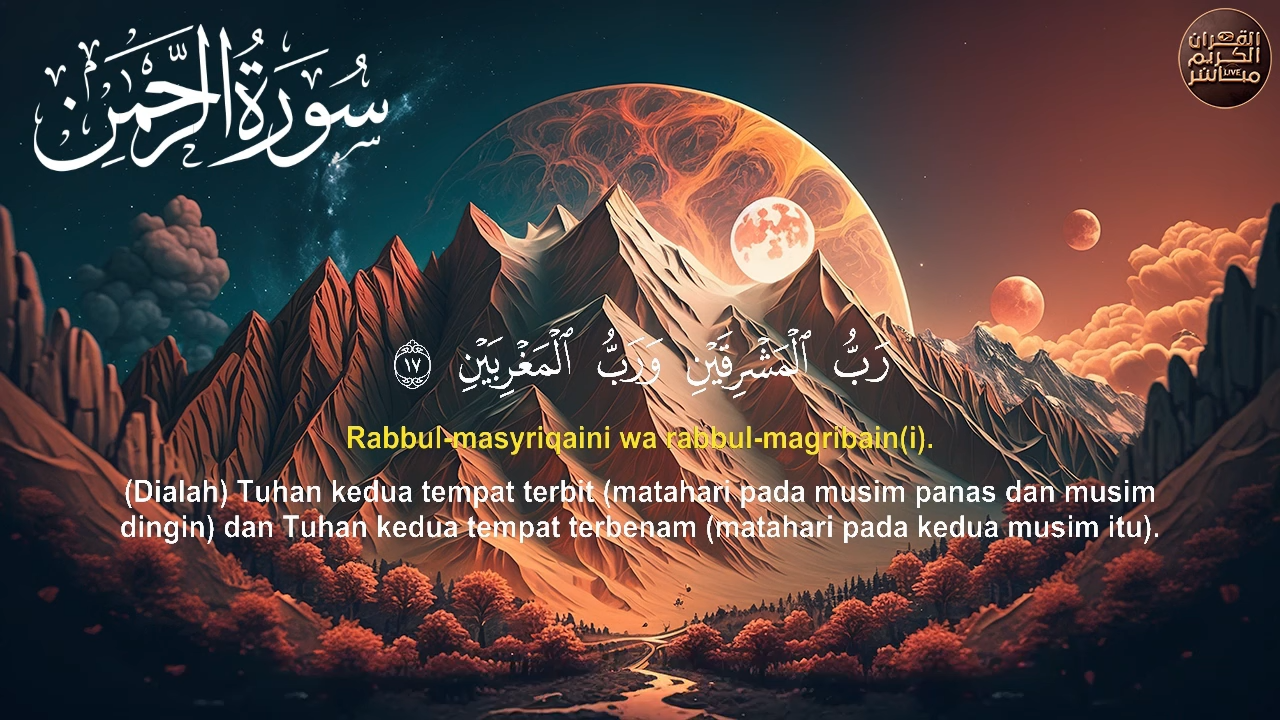 سُورَةُ الرَّحْمَٰنِ
القرآن
الكريم
مباشر
LIVE
رَبُّ ٱلْمَشْرِقَيْنِ وَرَبُّ ٱلْمَغْرِبَيْنِ ١٧
Rabbul-masyriqaini wa rabbul-magribain(i).
(Dialah) Tuhan kedua tempat terbit (matahari pada musim panas dan musim
dingin) dan Tuhan kedua tempat terbenam (matahari pada kedua musim itu).